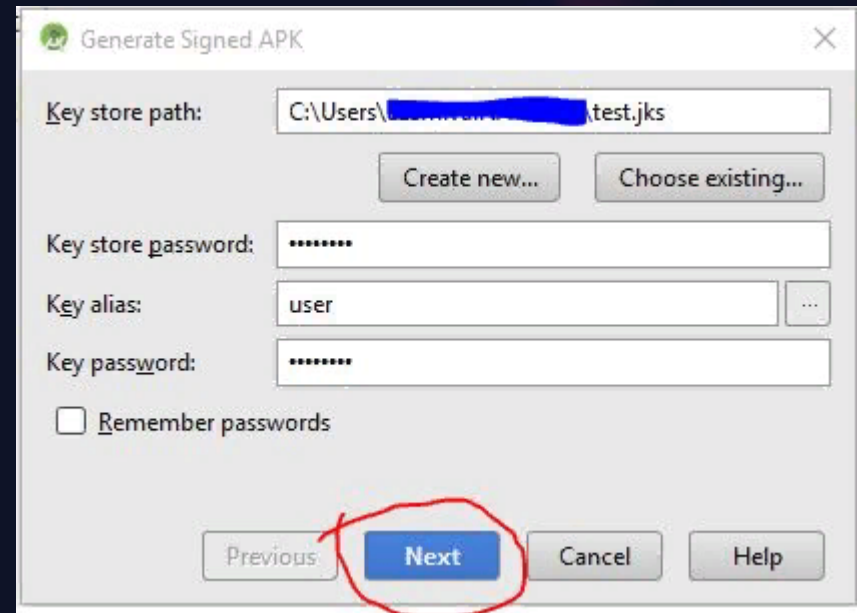 Generate Signed APK
Key store path: C:\Users\ \test.jks
Create new... Choose existing...
Key store password: ••••••••
Key alias: user ...
Key password: ••••••••
Remember passwords
Previous Next Cancel Help